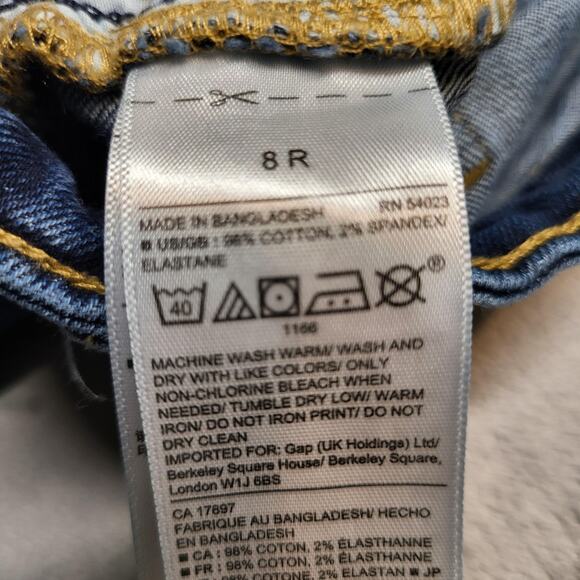 8 R
MADE IN BANGLADESH RN 54023
US/GB : 98% COTTON, 2% SPANDEX/
ELASTANE
40
®
1166
MACHINE WASH WARM/ WASH AND
DRY WITH LIKE COLORS/ ONLY
NON-CHLORINE BLEACH WHEN
NEEDED/ TUMBLE DRY LOW/ WARM
IRON/ DO NOT IRON PRINT/ DO NOT
DRY CLEAN
IMPORTED FOR: Gap (UK Holdings) Ltd/
Berkeley Square House/ Berkeley Square,
London W1J 6BS
CA 17897
FABRIQUE AU BANGLADESH/ HECHO
EN BANGLADESH
CA : 98% COTON, 2% ÉLASTHANNE
FR : 98% COTON, 2% ÉLASTHANNE
98% COTON, 2% ELASTAN JP